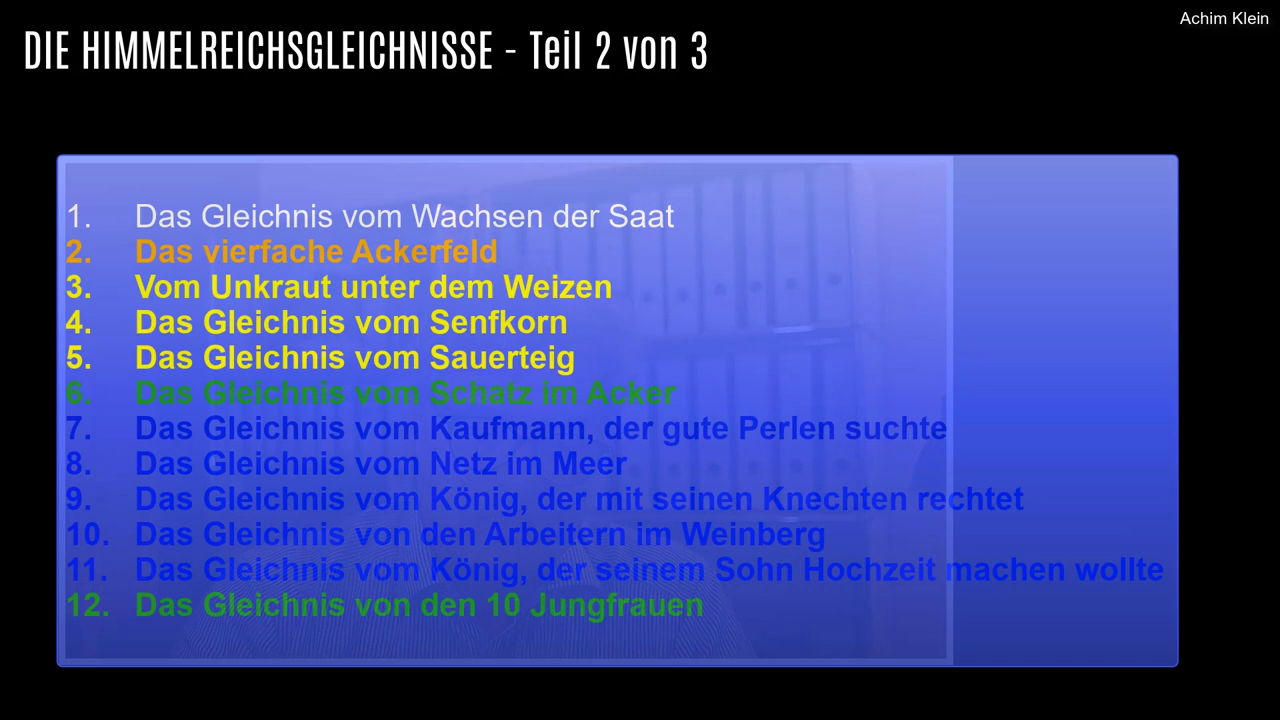 Achim Klein
DIE HIMMELREICHSGLEICHNISSE - Teil 2 von 3
1. Das Gleichnis vom Wachsen der Saat
2. Das vierfache Ackerfeld
3. Vom Unkraut unter dem Weizen
4. Das Gleichnis vom Senfkorn
5. Das Gleichnis vom Sauerteig
6. Das Gleichnis vom Schatz im Acker
7. Das Gleichnis vom Kaufmann, der gute Perlen suchte
8. Das Gleichnis vom Netz im Meer
9. Das Gleichnis vom König, der mit seinen Knechten rechtet
10. Das Gleichnis von den Arbeitern im Weinberg
11. Das Gleichnis vom König, der seinem Sohn Hochzeit machen wollte
12. Das Gleichnis von den 10 Jungfrauen